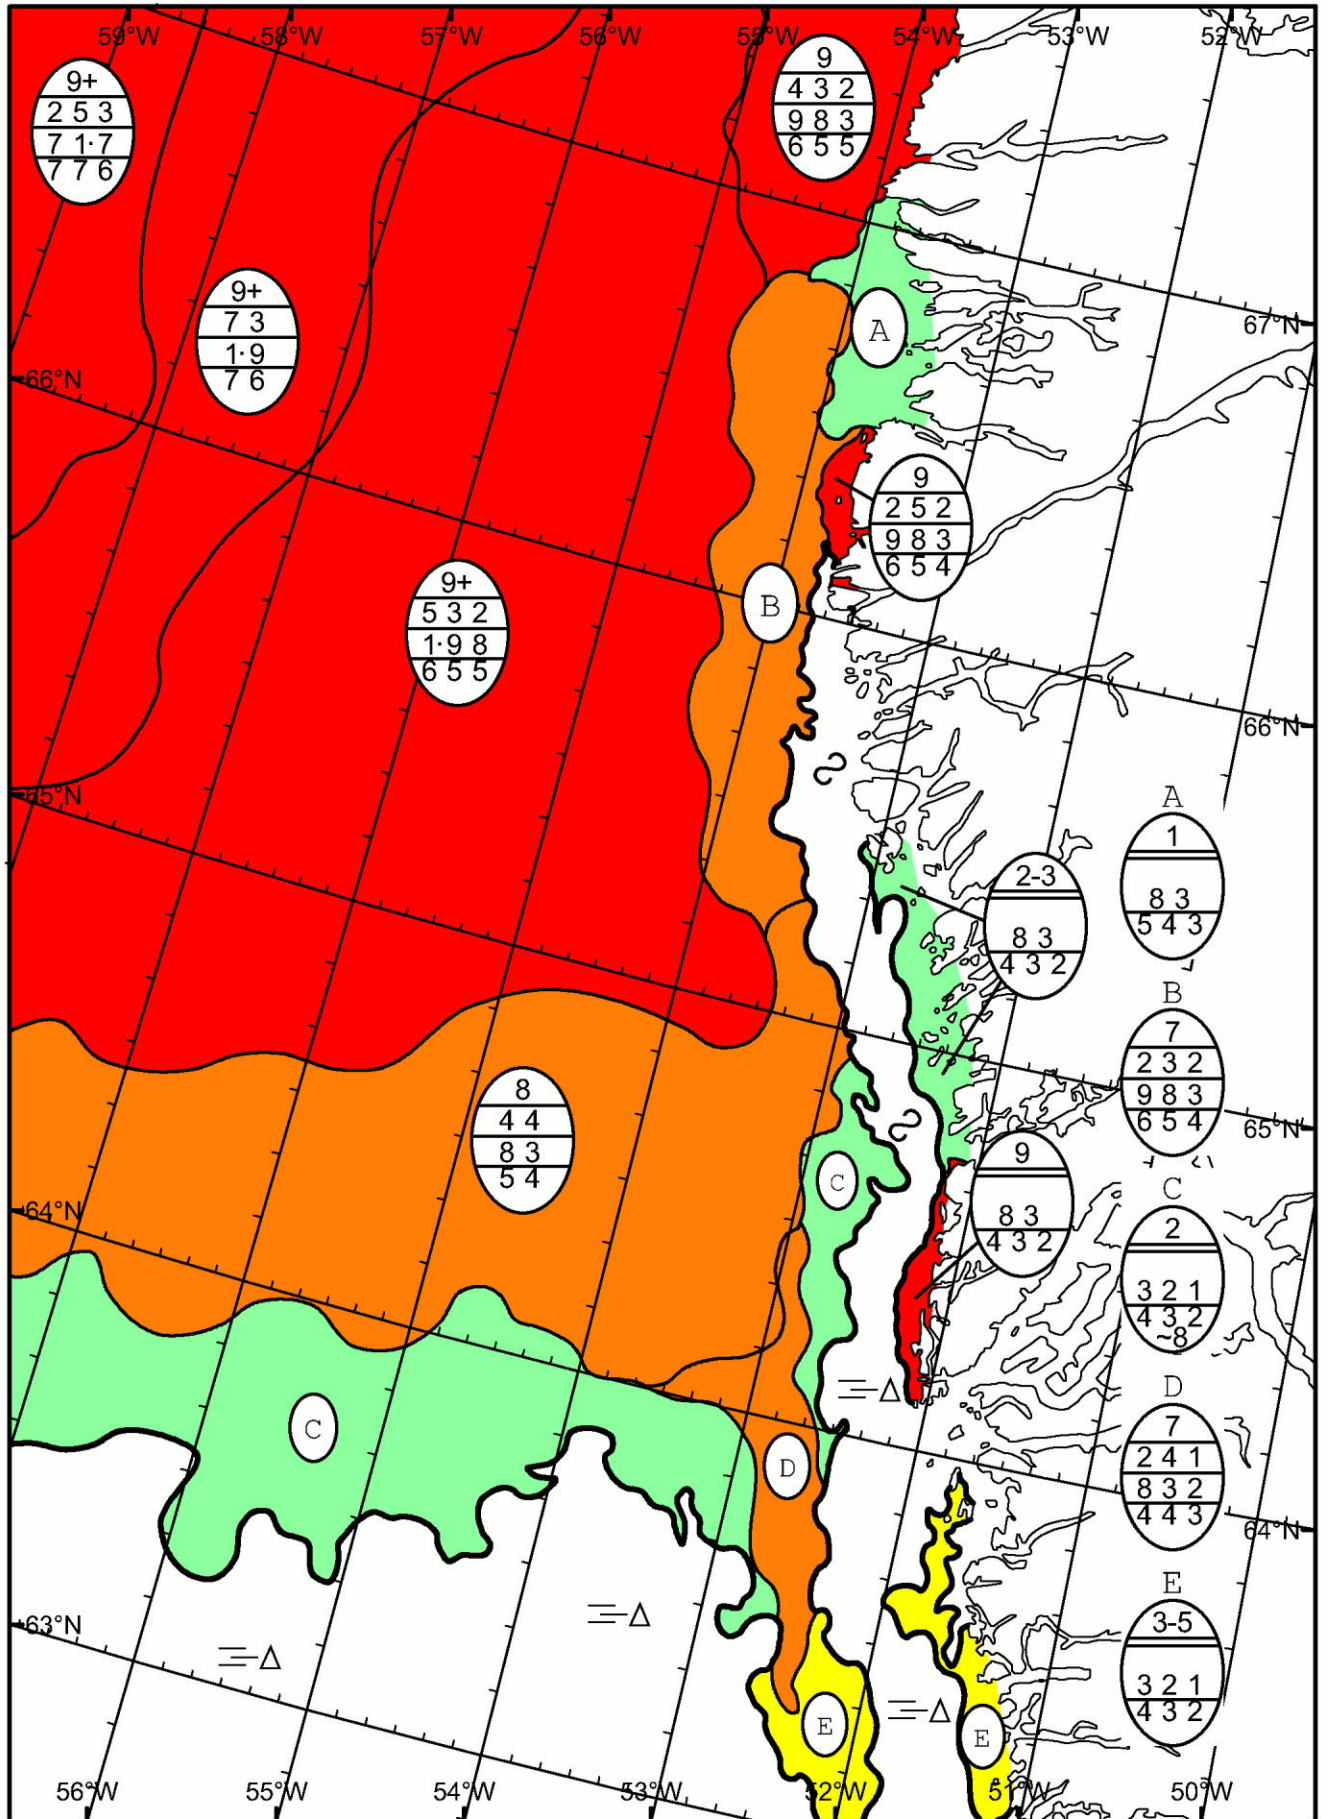 59°W 58°W 57°W 56°W 55°W 54°W 53°W 52°W
9+
2 5 3
7 1· 7
7 7 6
9
4 3 2
9 8 3
6 5 5
9+
7 3
1· 9
7 6
A
67°N
66°N
9
2 5 2
9 8 3
6 5 4
9+
5 3 2
1· 9 8
6 5 5
B
66°N
65°N
A
1
8 3
5 4 3
2-3
8 3
4 3 2
B
7
2 3 2
9 8 3
6 5 4
8
4 4
8 3
5 4
65°N
9
8 3
4 3 2
C
C
2
3 2 1
4 3 2
~8
64°N
C
D
D
7
2 4 1
8 3 2
4 4 3
64°N
63°N
E
3-5
3 2 1
4 3 2
E
E
56°W 55°W 54°W 53°W 52°W 51°W 50°W